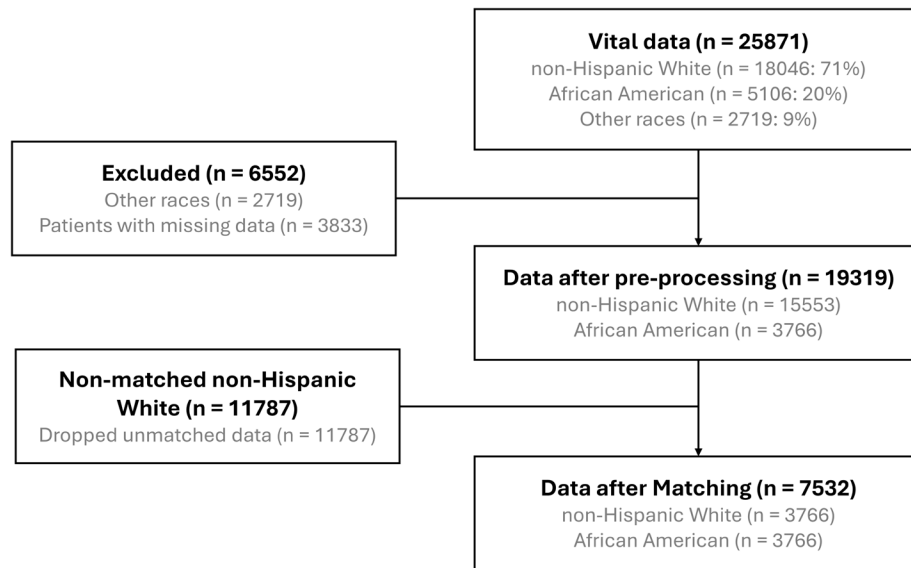 Vital data (n = 25871)
non-Hispanic White (n = 18046: 71%)
African American (n = 5106: 20%)
Other races (n = 2719: 9%)
Excluded (n = 6552)
Other races (n = 2719)
Patients with missing data (n = 3833)
Data after pre-processing (n = 19319)
non-Hispanic White (n = 15553)
African American (n = 3766)
Non-matched non-Hispanic
White (n = 11787)
Dropped unmatched data (n = 11787)
Data after Matching (n = 7532)
non-Hispanic White (n = 3766)
African American (n = 3766)